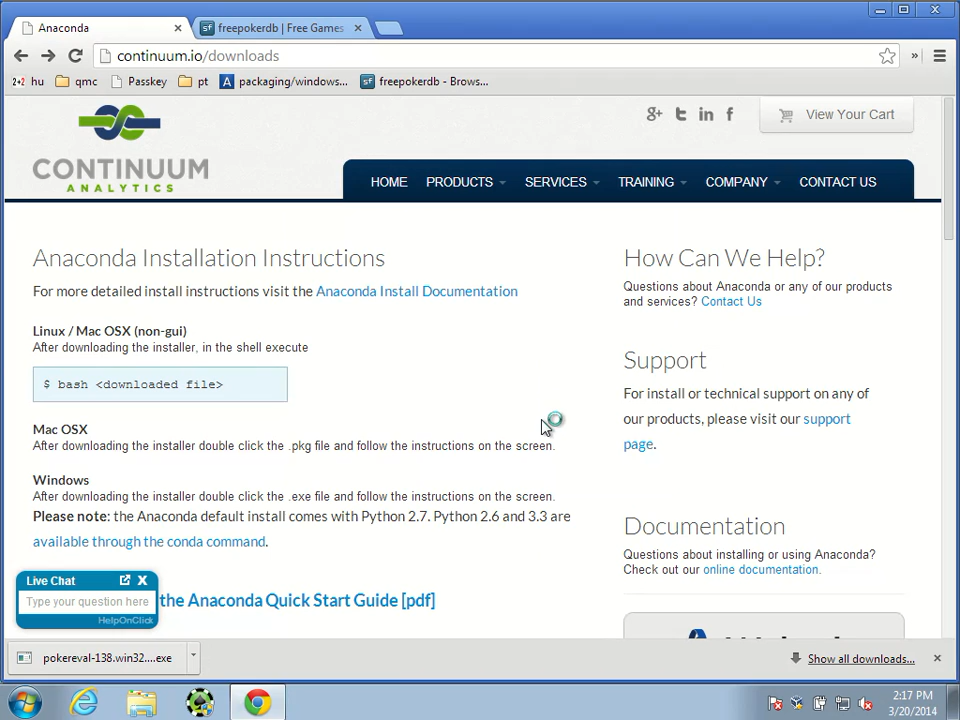 Anaconda
freepokerdb | Free Games
continuum.io/downloads
»
2+2 hu
qmc
Passkey
pt
packaging/windows...
freepokerdb - Brows...
CONTINUUM
ANALYTICS
View Your Cart
HOME
PRODUCTS
SERVICES
TRAINING
COMPANY
CONTACT US
Anaconda Installation Instructions
For more detailed install instructions visit the Anaconda Install Documentation
Linux / Mac OSX (non-gui)
After downloading the installer, in the shell execute
$ bash <downloaded file>
Mac OSX
After downloading the installer double click the .pkg file and follow the instructions on the screen.
Windows
After downloading the installer double click the .exe file and follow the instructions on the screen.
Please note: the Anaconda default install comes with Python 2.7. Python 2.6 and 3.3 are
available through the conda command.
the Anaconda Quick Start Guide [pdf]
How Can We Help?
Questions about Anaconda or any of our products
and services? Contact Us
Support
For install or technical support on any of
our products, please visit our support
page.
Documentation
Questions about installing or using Anaconda?
Check out our online documentation.
Live Chat
Type your question here
HelpOnClick
pokereval-138.win32....exe
Show all downloads...
2:17 PM
3/20/2014